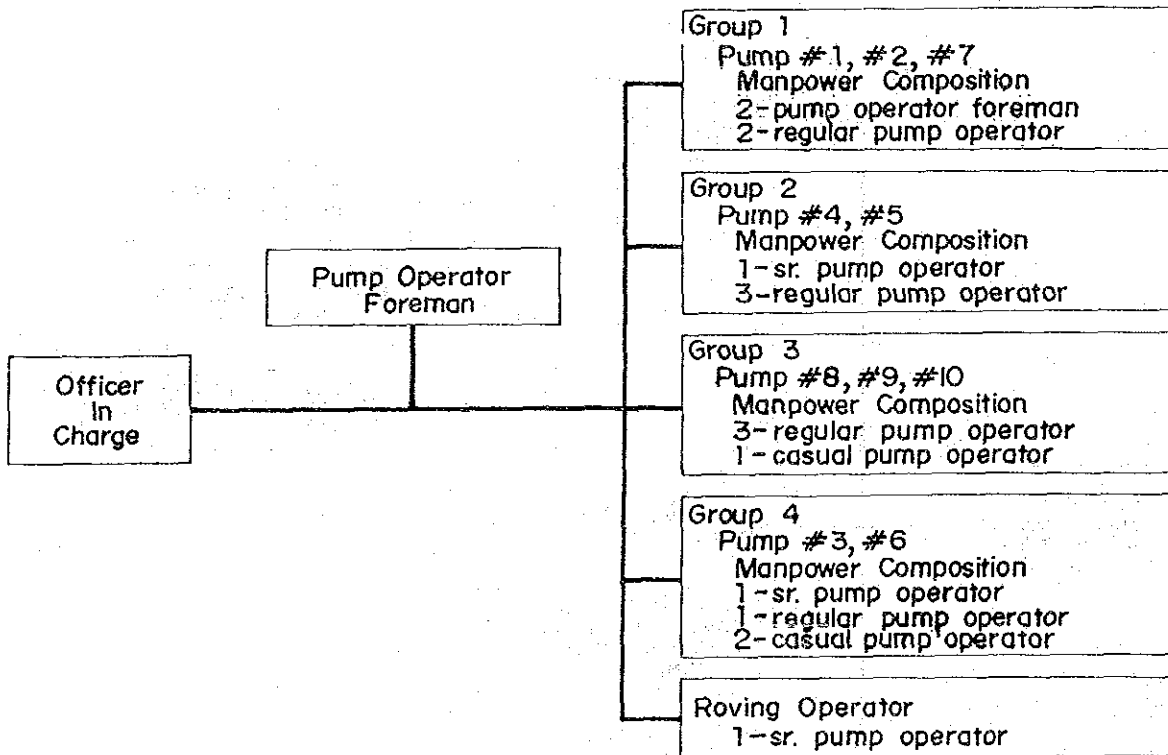 Officer
In
Charge
Pump Operator
Foreman
Group 1
Pump #1, #2, #7
Manpower Composition
2-pump operator foreman
2-regular pump operator
Group 2
Pump #4, #5
Manpower Composition
1-sr. pump operator
3-regular pump operator
Group 3
Pump #8, #9, #10
Manpower Composition
3-regular pump operator
1-casual pump operator
Group 4
Pump #3, #6
Manpower Composition
1-sr. pump operator
1-regular pump operator
2-casual pump operator
Roving Operator
1-sr. pump operator